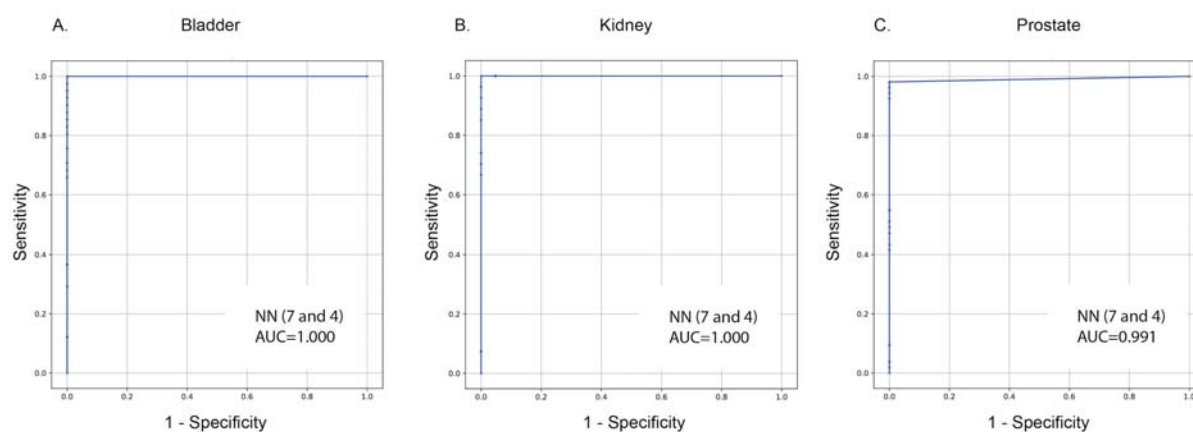 A. Bladder
1.0
0.8
0.6
0.4
0.2
0.0
Sensitivity
NN (7 and 4)
AUC=1.000
0.0 0.2 0.4 0.6 0.8 1.0
1 - Specificity
B. Kidney
1.0
0.8
0.6
0.4
0.2
0.0
Sensitivity
NN (7 and 4)
AUC=1.000
0.0 0.2 0.4 0.6 0.8 1.0
1 - Specificity
C. Prostate
1.0
0.8
0.6
0.4
0.2
0.0
Sensitivity
NN (7 and 4)
AUC=0.991
0.0 0.2 0.4 0.6 0.8 1.0
1 - Specificity